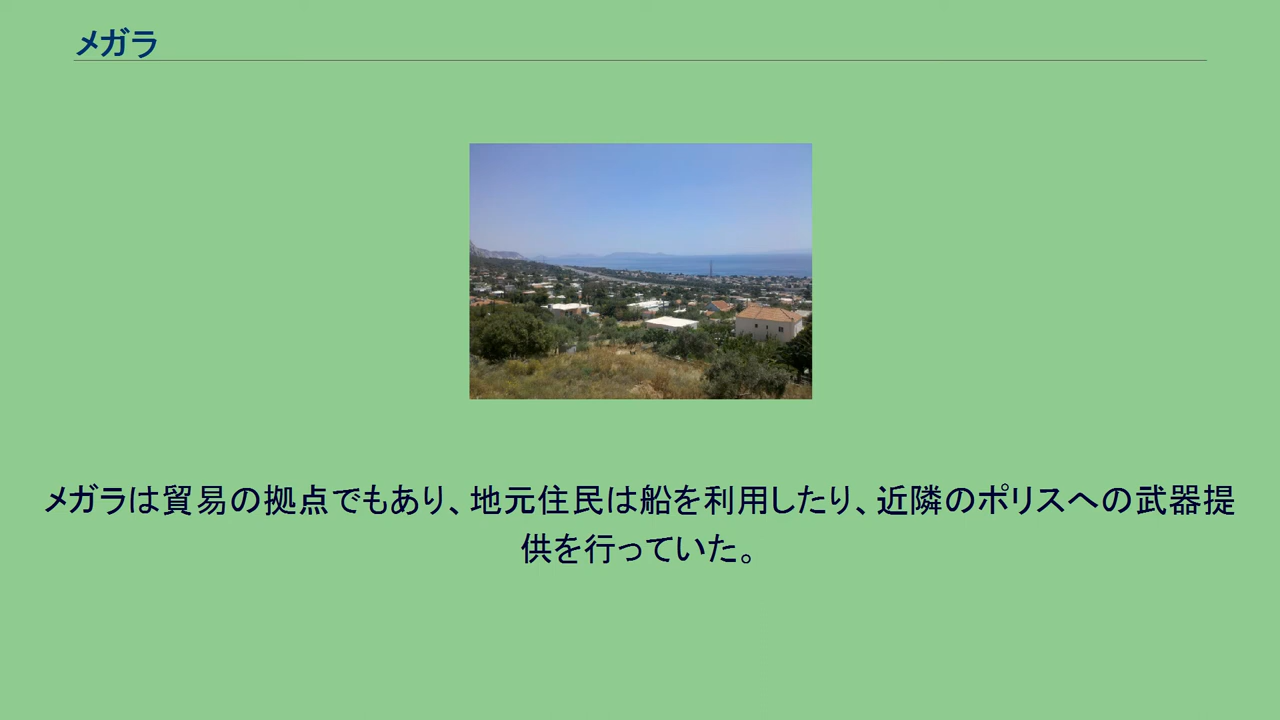 メガラ
メガラは貿易の拠点でもあり、地元住民は船を利用したり、近隣のポリスへの武器提
供を行っていた。